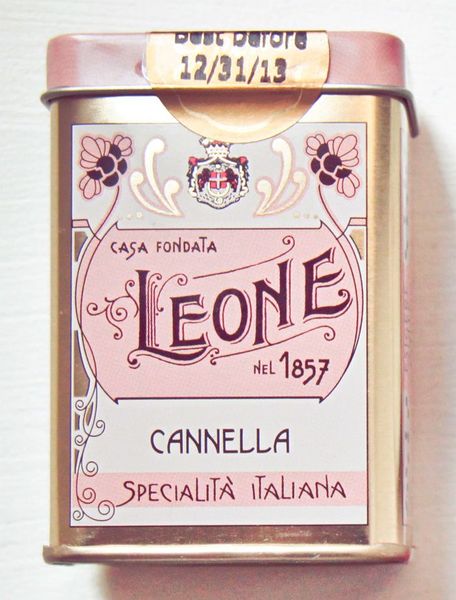 Best before
12/31/13
CASA FONDATA
LEONE
NEL 1857
CANNELLA
SPECIALITÀ ITALIANA